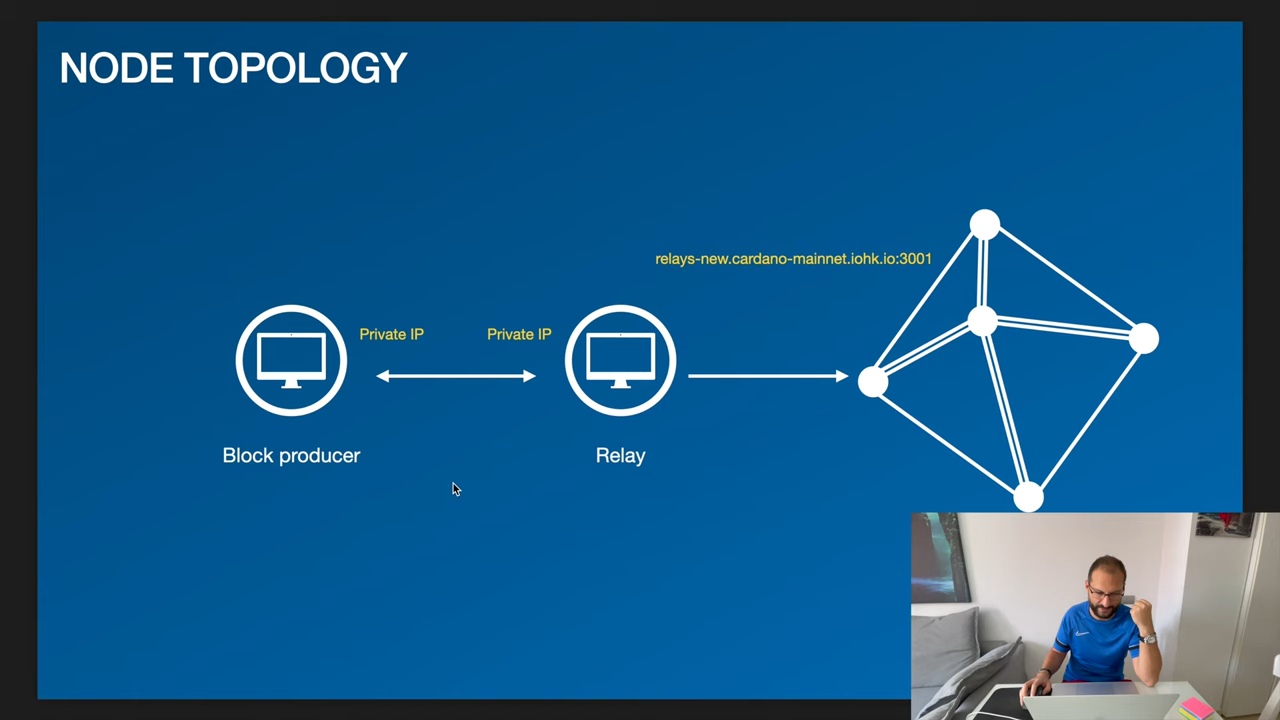 NODE TOPOLOGY
relays-new.cardano-mainnet.iohk.io:3001
Private IP
Private IP
Block producer
Relay